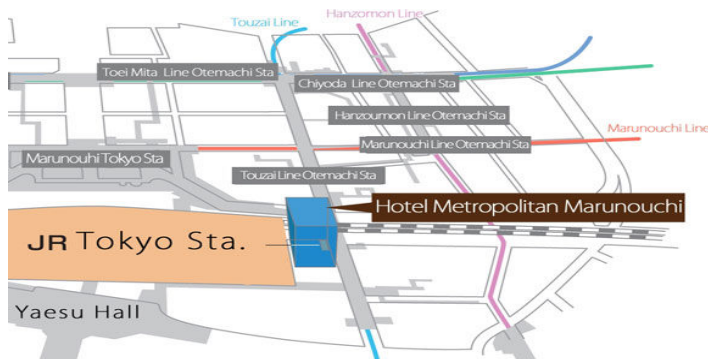 Touzai Line
Hanzomon Line
Toei Mita Line Otemachi Sta
Chiyoda Line Otemachi Sta
Hanzoumon Line Otemachi Sta
Marunouchi Line
Marunouchi Line Otemachi Sta
Marunouhi Tokyo Sta
Touzai Line Otemachi Sta
Hotel Metropolitan Marunouchi
JR Tokyo Sta.
Yaesu Hall